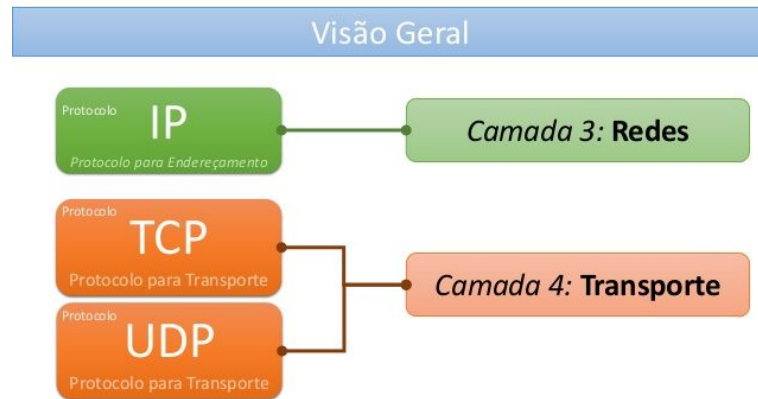 Visão Geral
Protocolo
IP
Protocolo para Endereçamento
Camada 3: Redes
Protocolo
TCP
Protocolo para Transporte
Camada 4: Transporte
Protocolo
UDP
Protocolo para Transporte